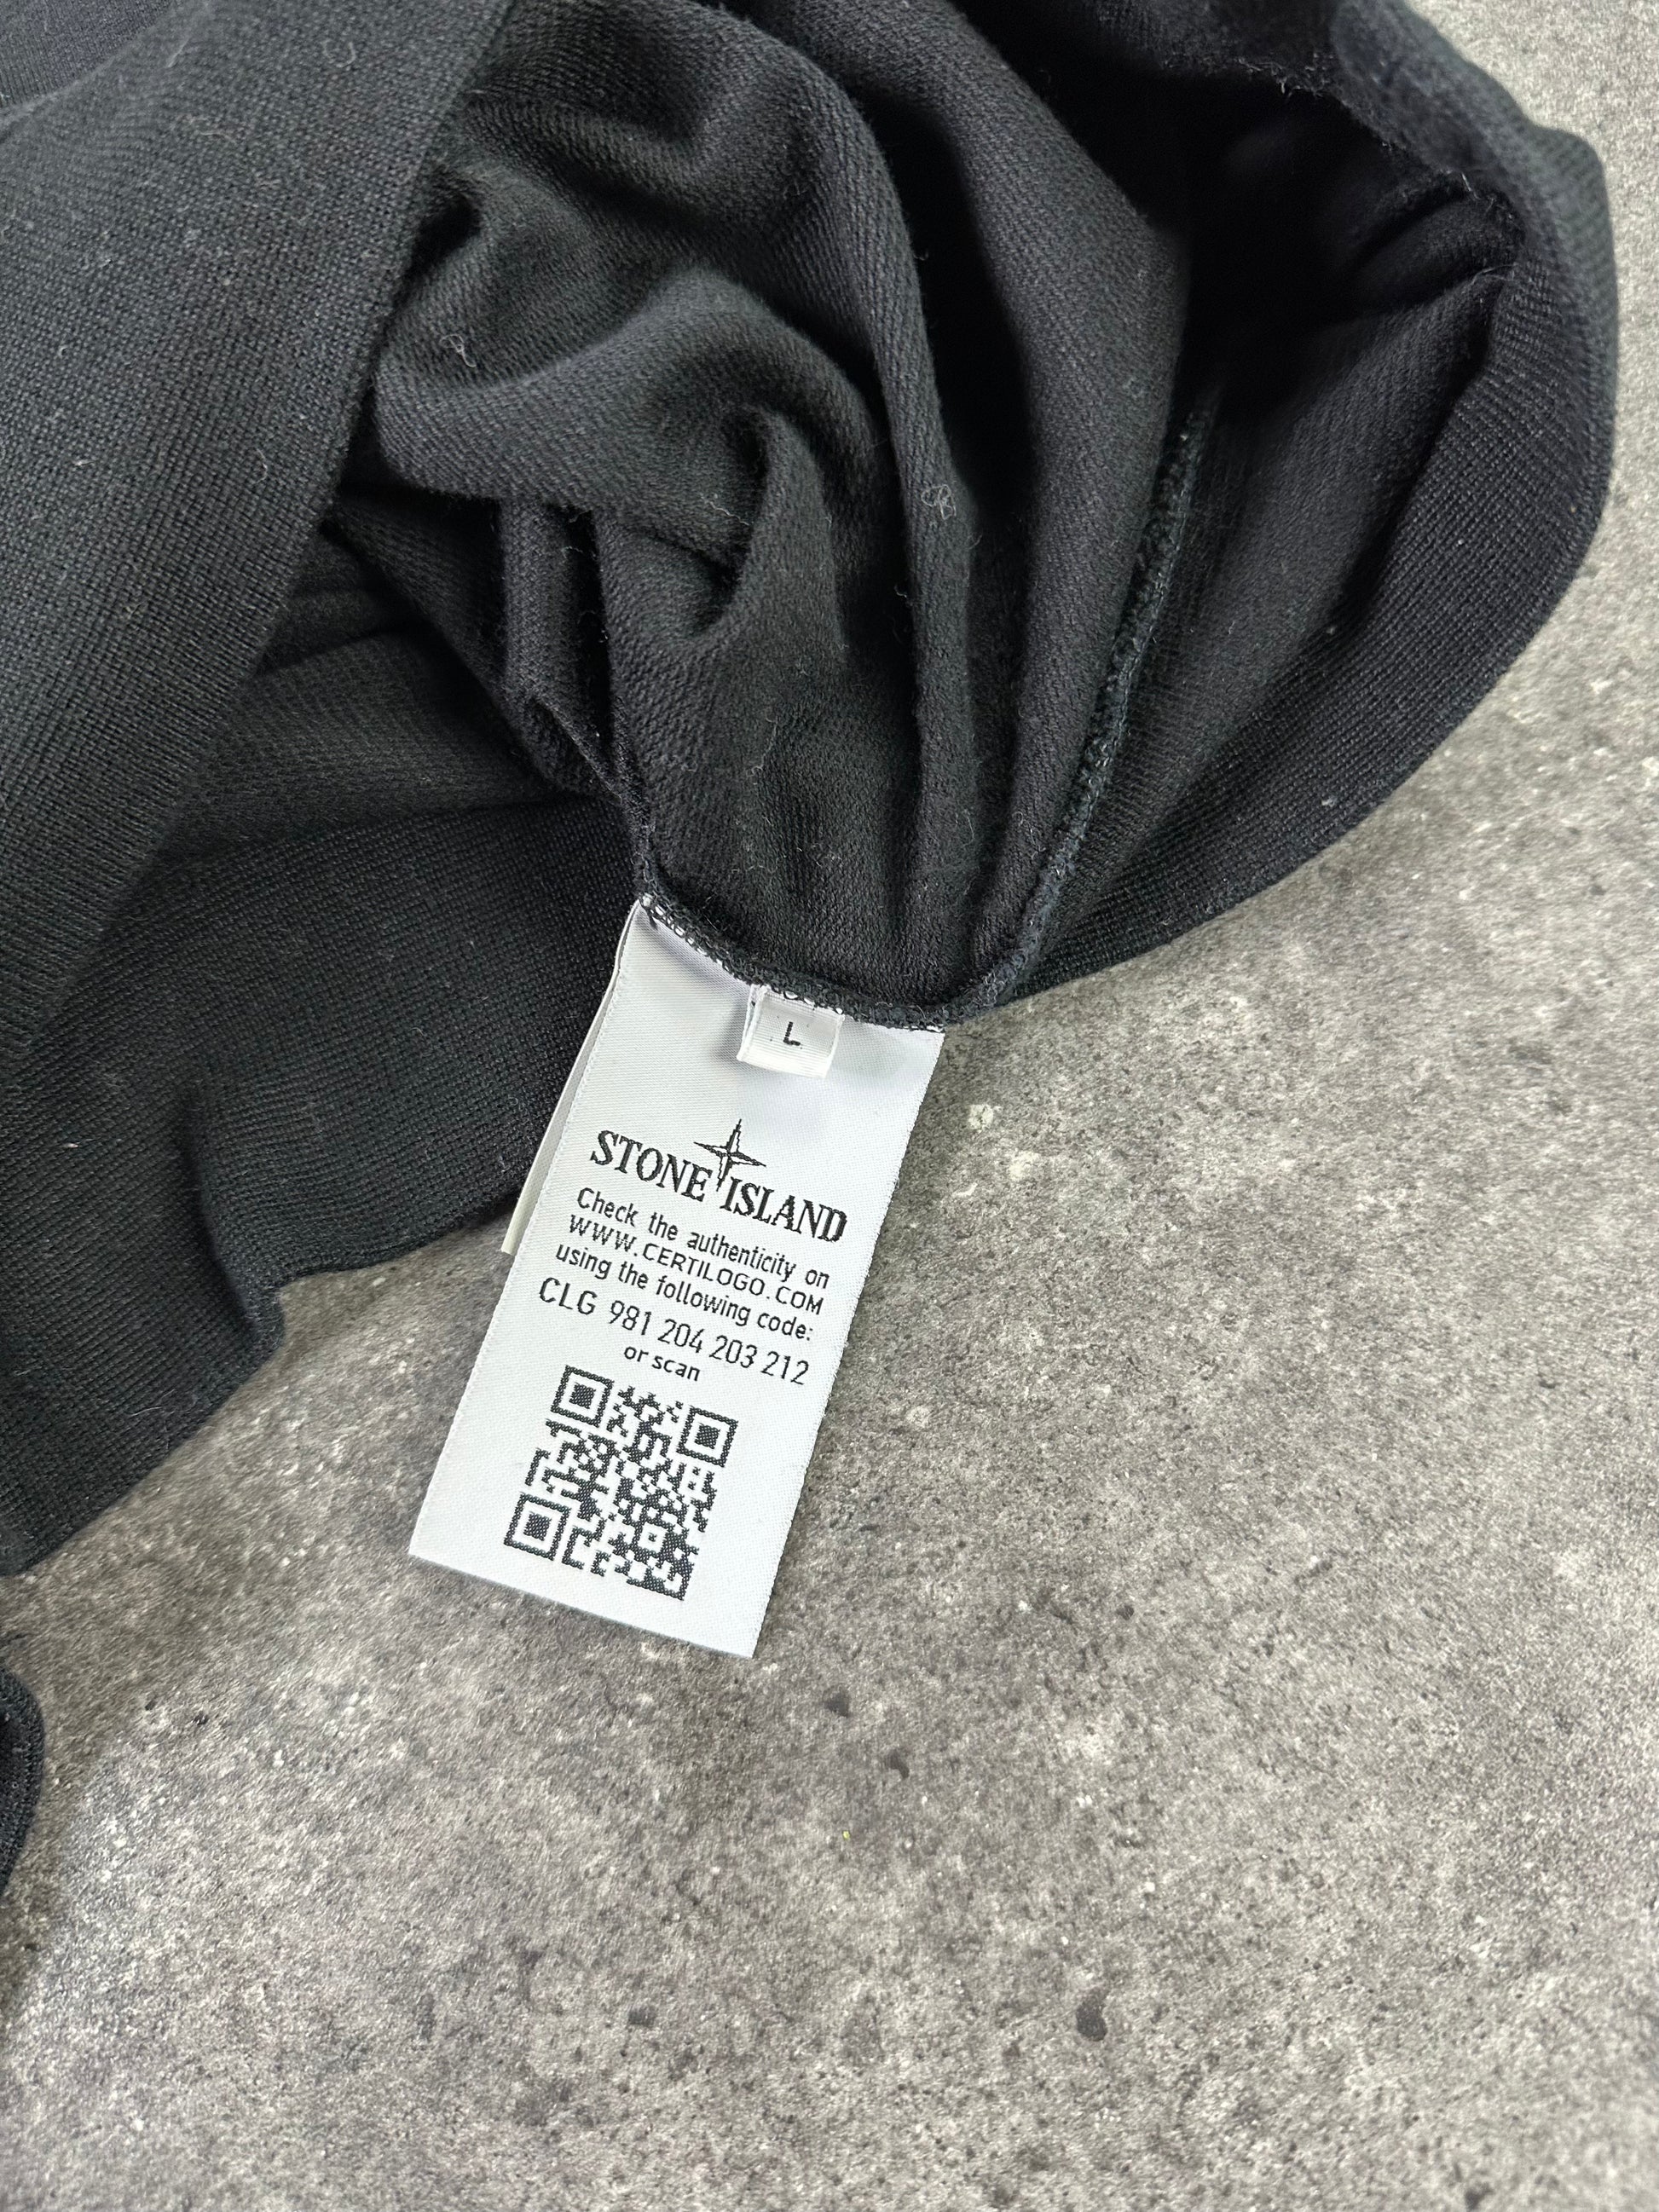 L
STONE ISLAND
Check the authenticity on
WWW.CERTILOGO.COM
using the following code:
CLG 981 204 203 212
or scan